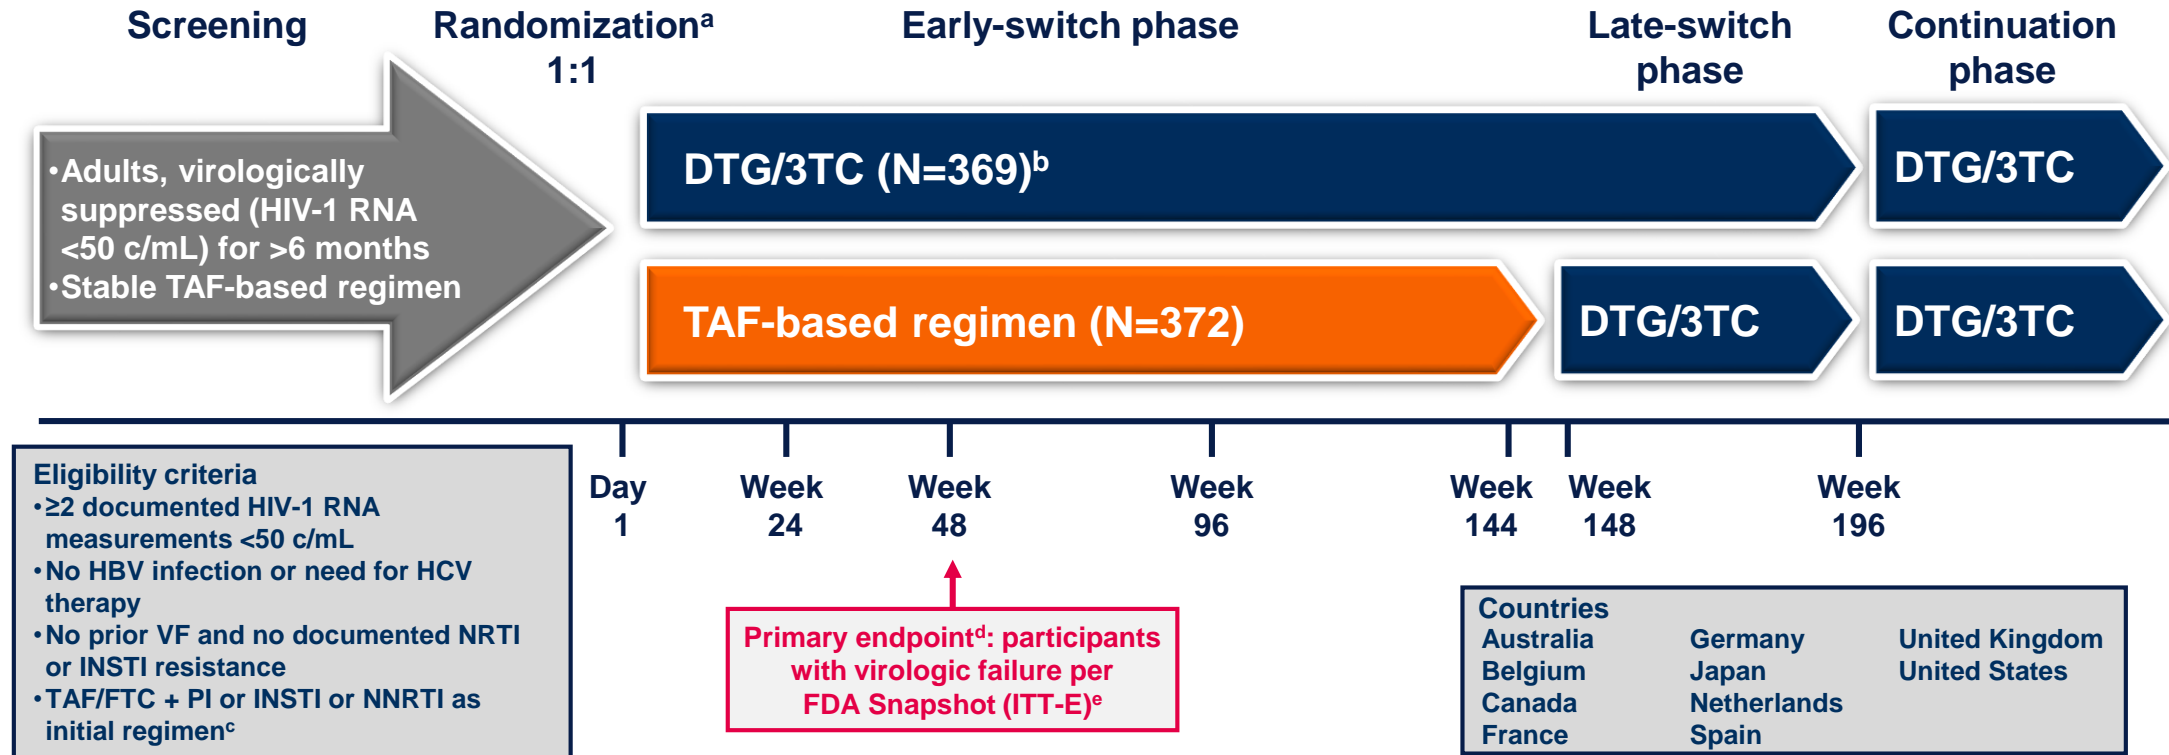 Screening
Randomizationᵃ
1:1
Early-switch phase
Late-switch
phase
Continuation
phase
•Adults, virologically
suppressed (HIV-1 RNA
<50 c/mL) for >6 months
•Stable TAF-based regimen
DTG/3TC (N=369)ᵇ
DTG/3TC
TAF-based regimen (N=372)
DTG/3TC
DTG/3TC
Day
1
Week
24
Week
48
Week
96
Week
144
Week
148
Week
196
Eligibility criteria
•≥2 documented HIV-1 RNA
measurements <50 c/mL
•No HBV infection or need for HCV
therapy
•No prior VF and no documented NRTI
or INSTI resistance
•TAF/FTC + PI or INSTI or NNRTI as
initial regimenᶜ
Primary endpointᵈ: participants
with virologic failure per
FDA Snapshot (ITT-E)ᵉ
Countries
Australia
Belgium
Canada
France
Germany
Japan
Netherlands
Spain
United Kingdom
United States